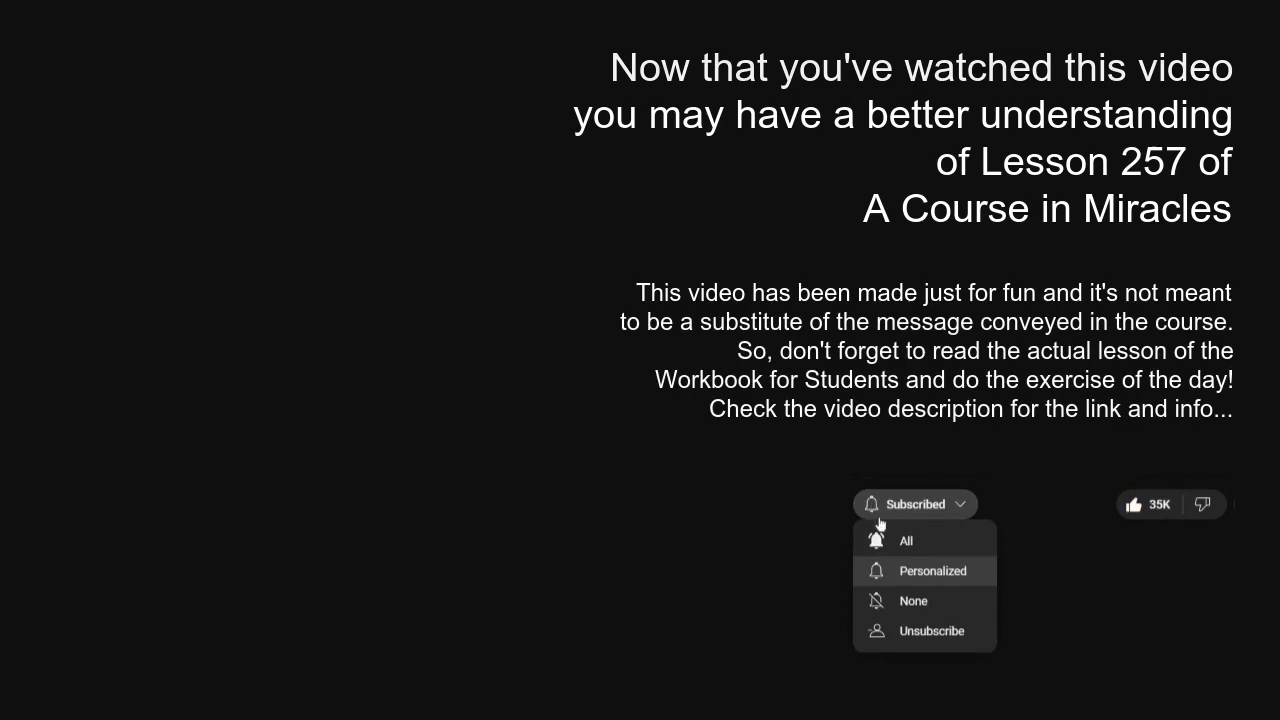 Now that you've watched this video
you may have a better understanding
of Lesson 257 of
A Course in Miracles
This video has been made just for fun and it's not meant
to be a substitute of the message conveyed in the course.
So, don't forget to read the actual lesson of the
Workbook for Students and do the exercise of the day!
Check the video description for the link and info...
Subscribed
35K
All
Personalized
None
Unsubscribe